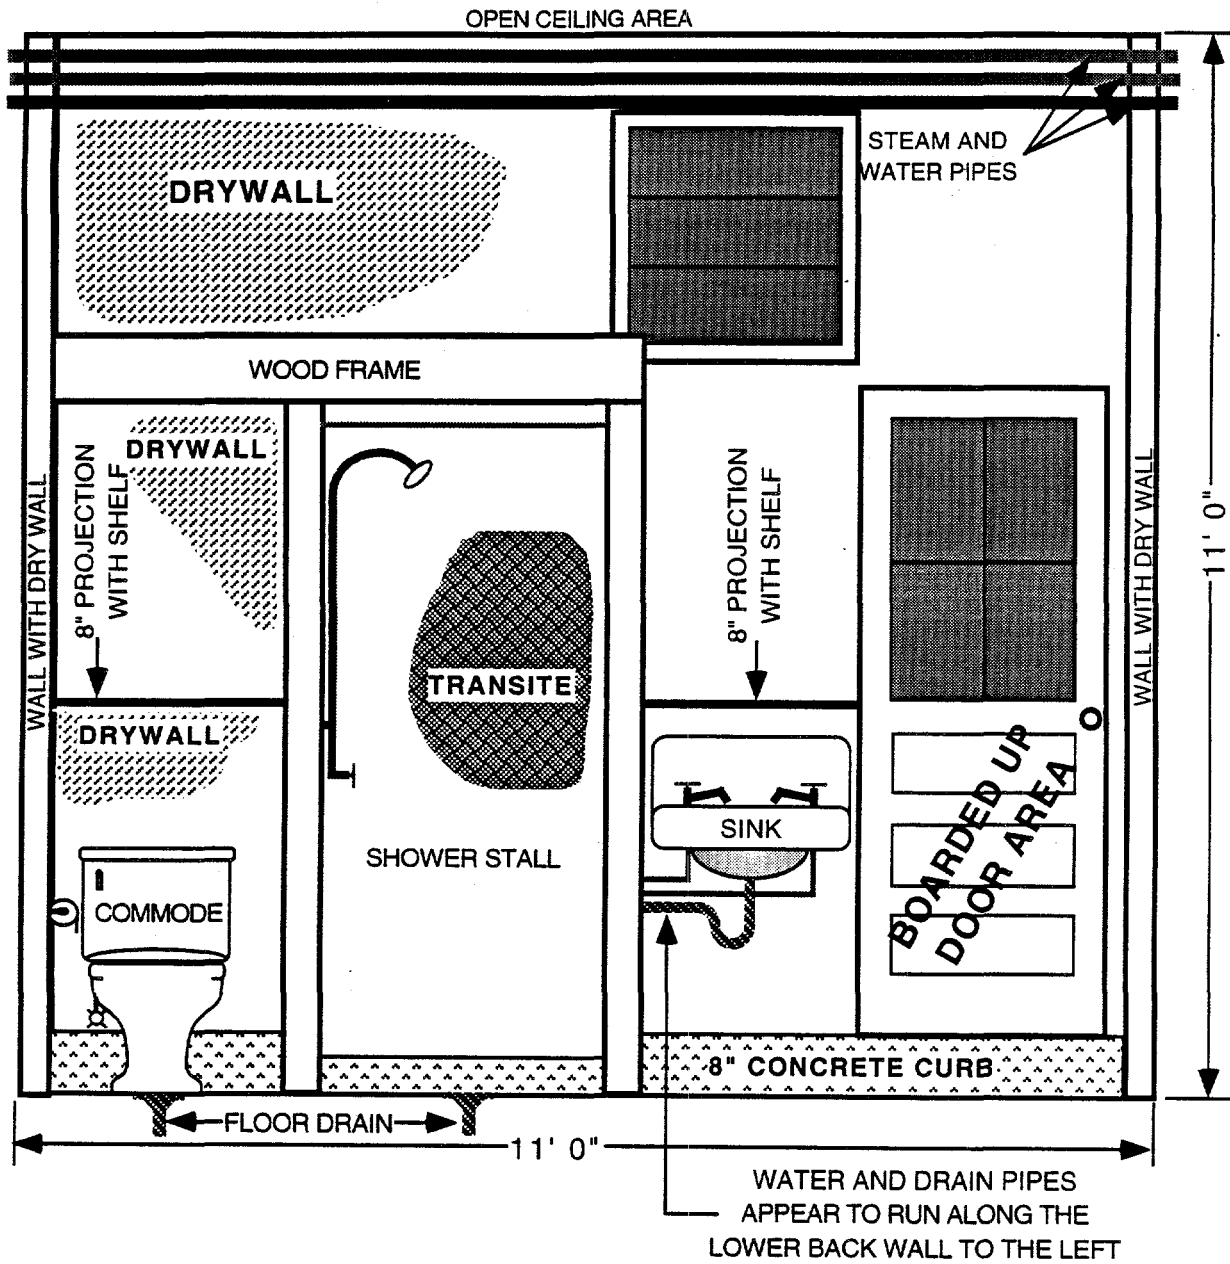 OPEN CEILING AREA
STEAM AND
WATER PIPES
DRYWALL
WOOD FRAME
DRYWALL
8" PROJECTION
WITH SHELF
WALL WITH DRY WALL
8" PROJECTION
WITH SHELF
WALL WITH DRY WALL
11' 0"
TRANSITE
DRYWALL
BOARDED UP
DOOR AREA
SINK
SHOWER STALL
COMMODE
8" CONCRETE CURB
FLOOR DRAIN
11' 0"
WATER AND DRAIN PIPES
APPEAR TO RUN ALONG THE
LOWER BACK WALL TO THE LEFT